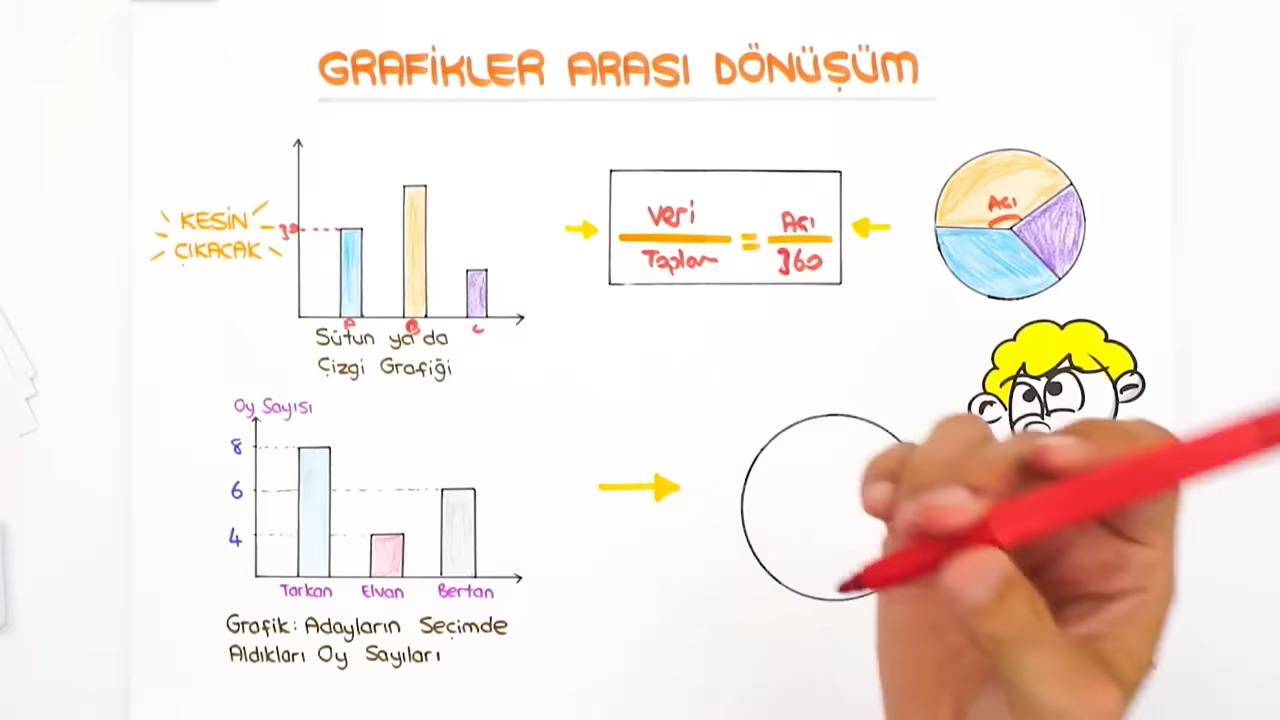 GRAFİKLER ARASI DÖNÜŞÜM
KESİN
ÇIKACAK
30
A B C
Sütun ya da
Çizgi Grafiği
Veri
Toplam
=
Açı
360
Açı
Oy Sayısı
8
6
4
Tarkan Elvan Bertan
Grafik: Adayların Seçimde
Aldıkları Oy Sayıları